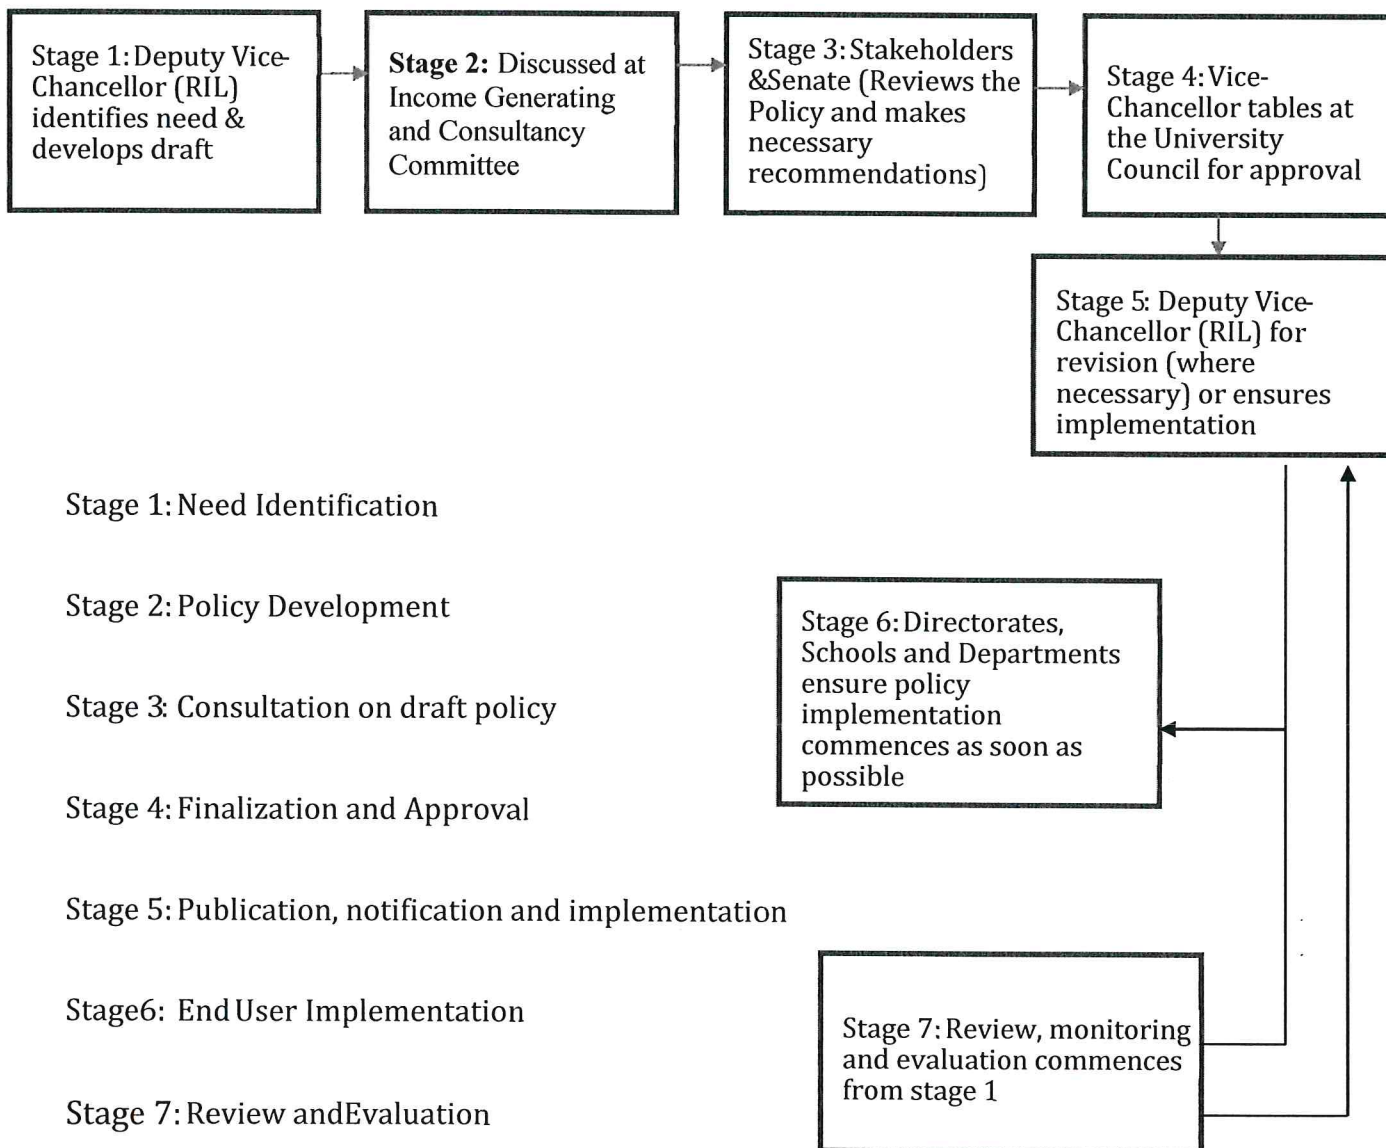 Stage 1: Deputy Vice-
Chancellor (RIL)
identifies need &
develops draft
Stage 2: Discussed at
Income Generating
and Consultancy
Committee
Stage 3: Stakeholders
&Senate (Reviews the
Policy and makes
necessary
recommendations)
Stage 4: Vice-
Chancellor tables at
the University
Council for approval
Stage 5: Deputy Vice-
Chancellor (RIL) for
revision (where
necessary) or ensures
implementation
Stage 1: Need Identification
Stage 2: Policy Development
Stage 3: Consultation on draft policy
Stage 4: Finalization and Approval
Stage 5: Publication, notification and implementation
Stage6: End User Implementation
Stage 7: Review andEvaluation
Stage 6: Directorates,
Schools and Departments
ensure policy
implementation
commences as soon as
possible
Stage 7: Review, monitoring
and evaluation commences
from stage 1